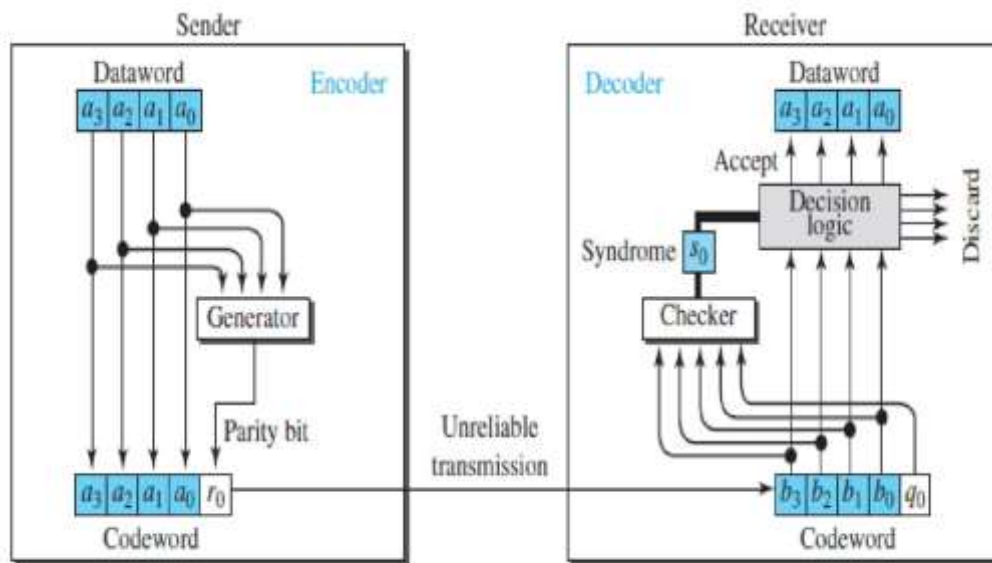 Sender
Dataword
Encoder
a3 a2 a1 a0
Generator
Parity bit
a3 a2 a1 a0 r0
Codeword
Unreliable
transmission
Receiver
Decoder
Dataword
a3 a2 a1 a0
Accept
Decision
logic
Discard
Syndrome
s0
Checker
b3 b2 b1 b0 q0
Codeword